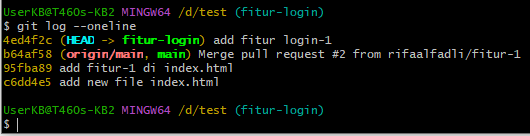 UserKB@T460s-KB2 MINGW64 /d/test (fitur-login)
$ git log --oneline
4ed4f2c (HEAD -> fitur-login) add fitur login-1
b64af58 (origin/main, main) Merge pull request #2 from rifaalfadli/fitur-1
95fba89 add fitur-1 di index.html
c6dd4e5 add new file index.html
UserKB@T460s-KB2 MINGW64 /d/test (fitur-login)
$